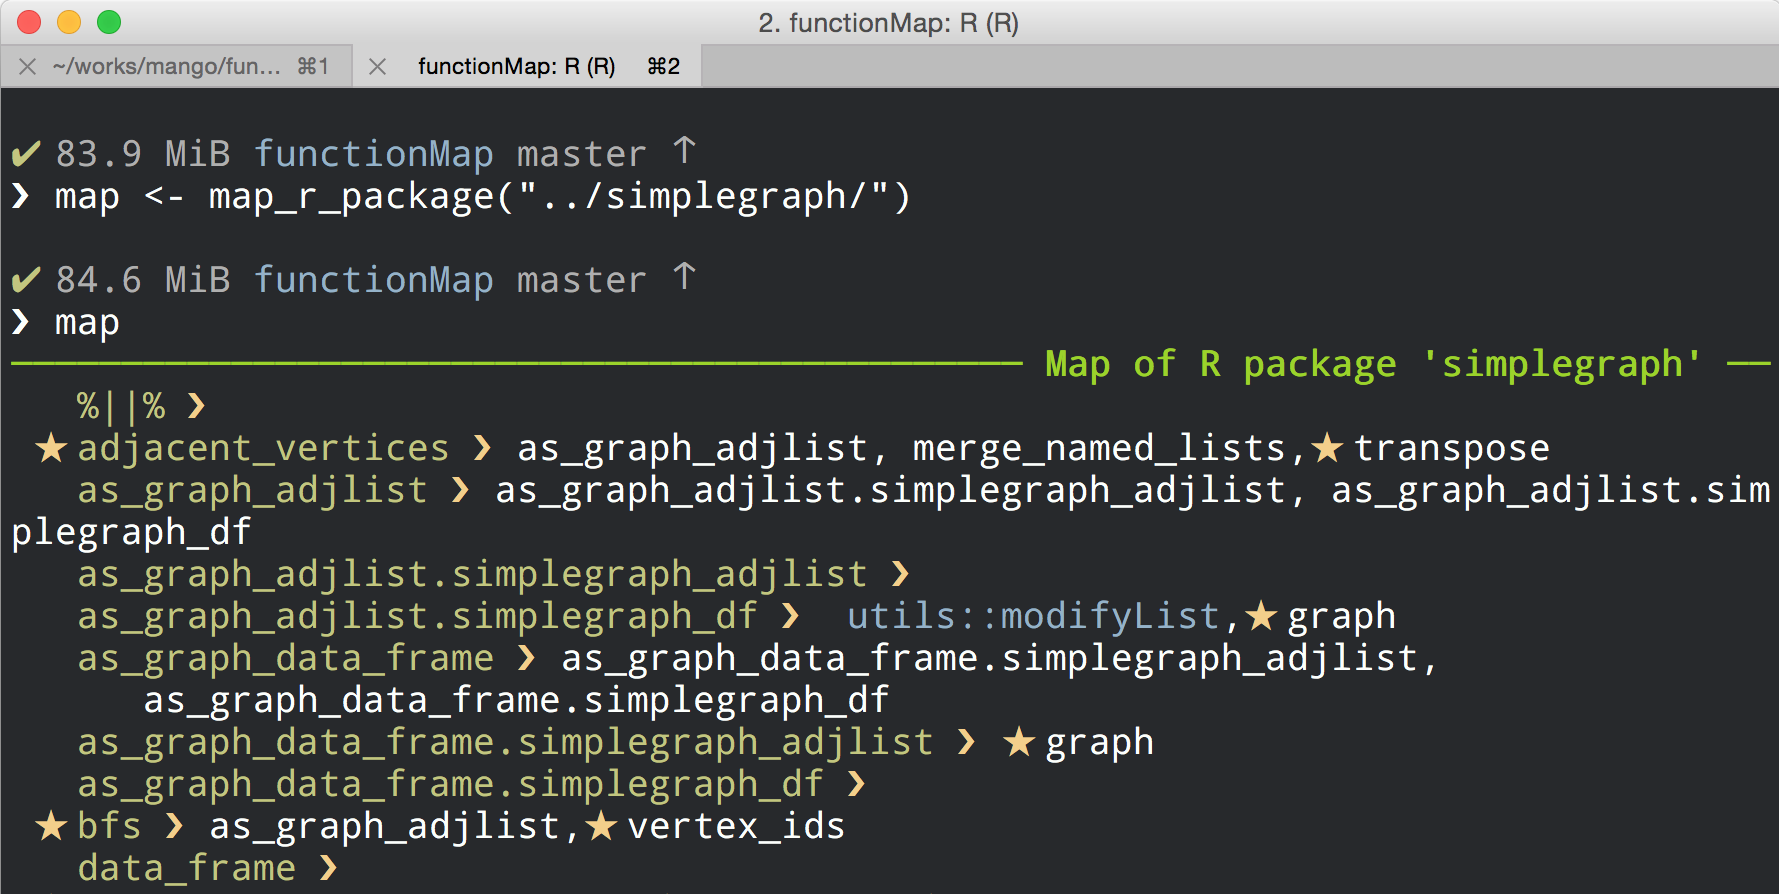 2. functionMap: R (R)
~/works/mango/fun... ⌘1 functionMap: R (R) ⌘2
✔ 83.9 MiB functionMap master ↑
❯ map <- map_r_package("../simplegraph/")
✔ 84.6 MiB functionMap master ↑
❯ map
Map of R package 'simplegraph'
%||% ❯
★ adjacent_vertices ❯ as_graph_adjlist, merge_named_lists,★ transpose
as_graph_adjlist ❯ as_graph_adjlist.simplegraph_adjlist, as_graph_adjlist.sim
plegraph_df
as_graph_adjlist.simplegraph_adjlist ❯
as_graph_adjlist.simplegraph_df ❯ utils::modifyList,★ graph
as_graph_data_frame ❯ as_graph_data_frame.simplegraph_adjlist,
as_graph_data_frame.simplegraph_df
as_graph_data_frame.simplegraph_adjlist ❯ ★ graph
as_graph_data_frame.simplegraph_df ❯
★ bfs ❯ as_graph_adjlist,★ vertex_ids
data_frame ❯